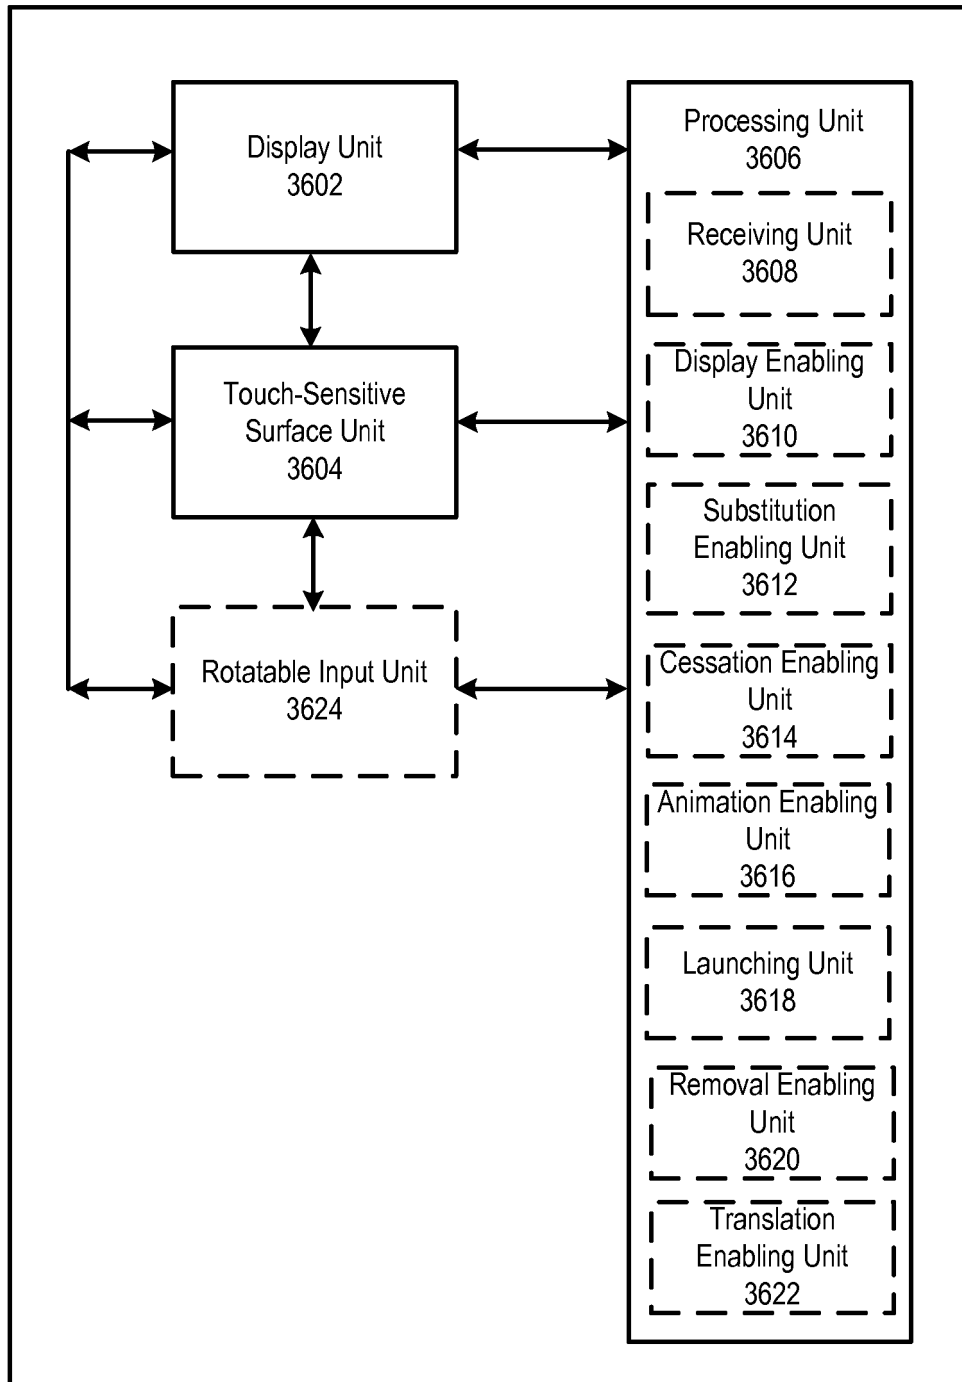 Display Unit
3602
Touch-Sensitive
Surface Unit
3604
Rotatable Input Unit
3624
Processing Unit
3606
Receiving Unit
3608
Display Enabling
Unit
3610
Substitution
Enabling Unit
3612
Cessation Enabling
Unit
3614
Animation Enabling
Unit
3616
Launching Unit
3618
Removal Enabling
Unit
3620
Translation
Enabling Unit
3622